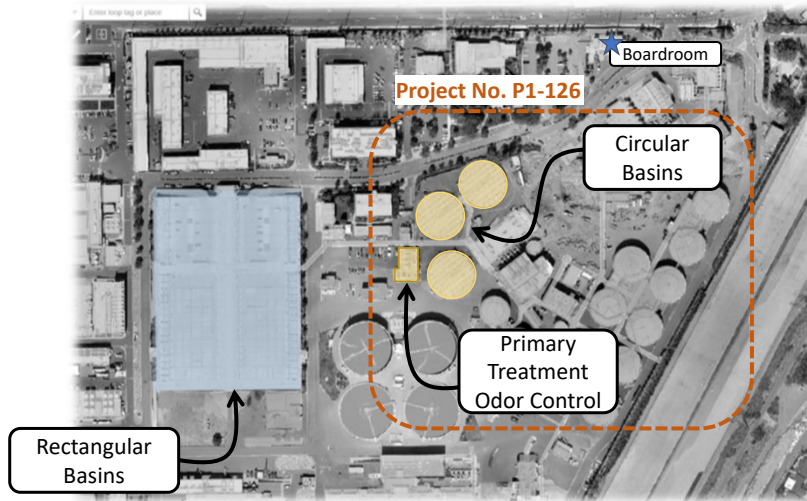 Enter loop tag or place
Boardroom
Project No. P1-126
Circular
Basins
Primary
Treatment
Odor Control
Rectangular
Basins